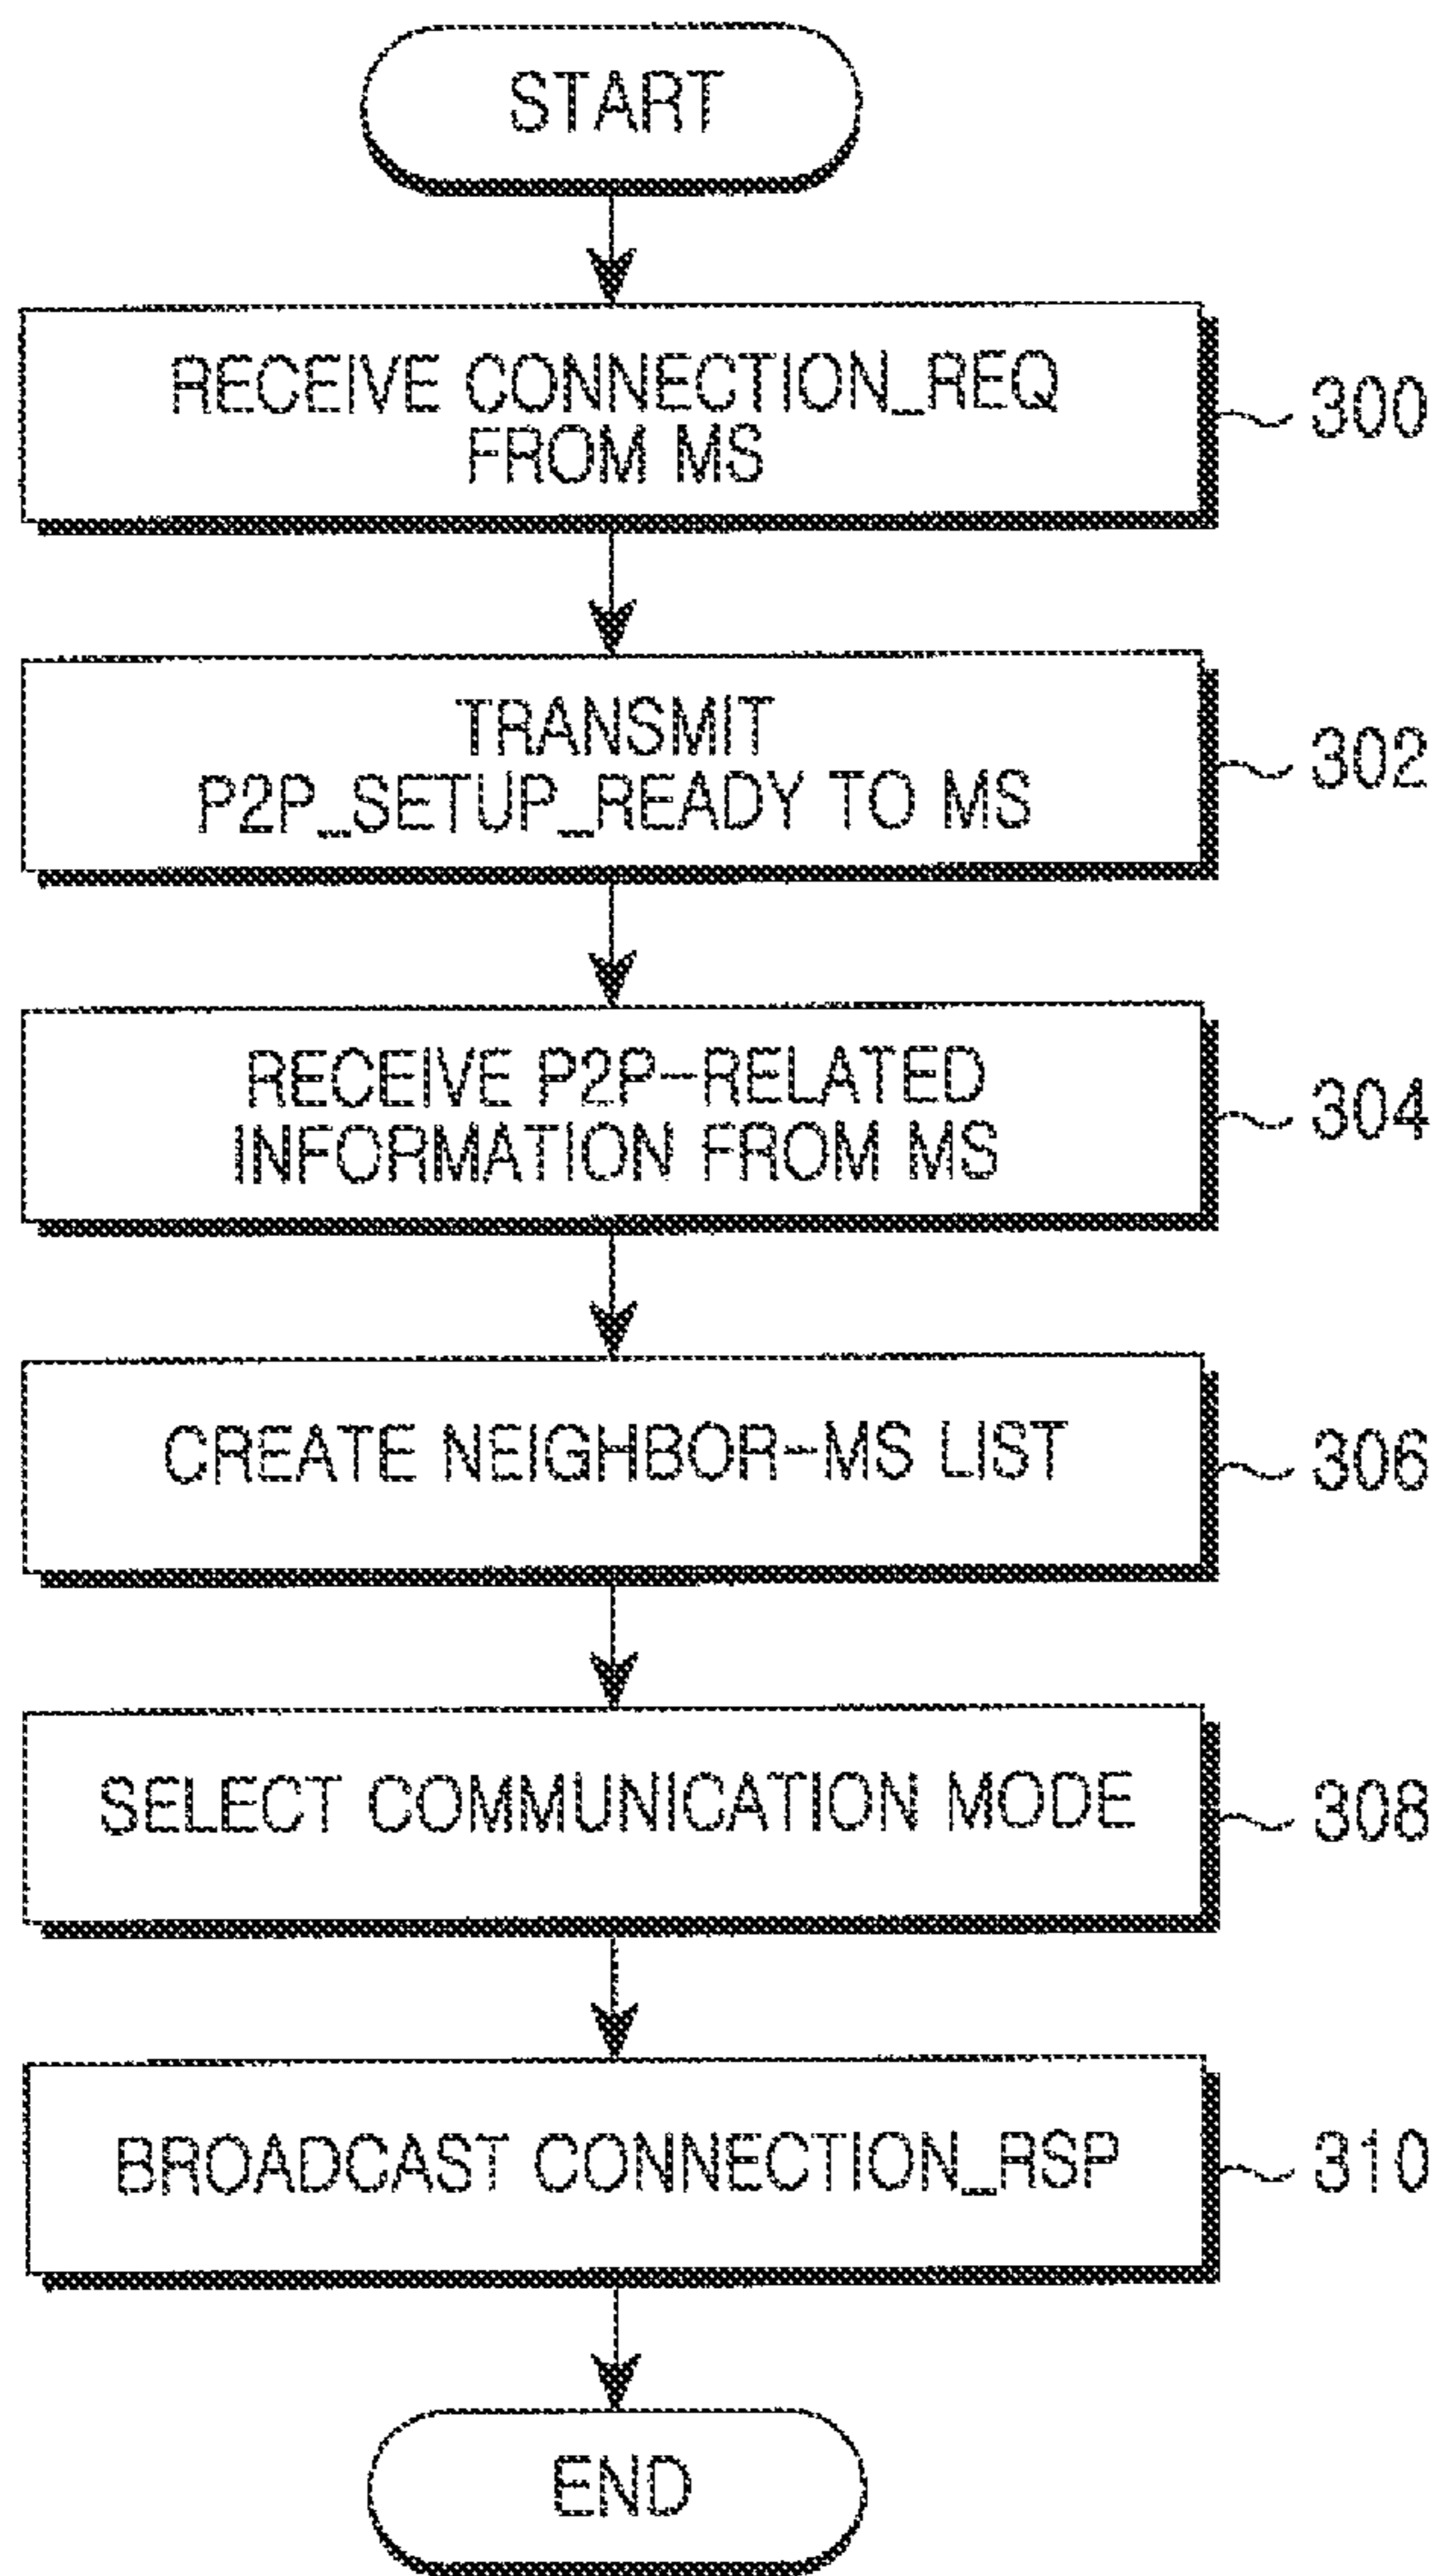 START
RECEIVE CONNECTION_REQ
FROM MS
300
TRANSMIT
P2P_SETUP_READY TO MS
302
RECEIVE P2P-RELATED
INFORMATION FROM MS
304
CREATE NEIGHBOR-MS LIST
306
SELECT COMMUNICATION MODE
308
BROADCAST CONNECTION_RSP
310
END